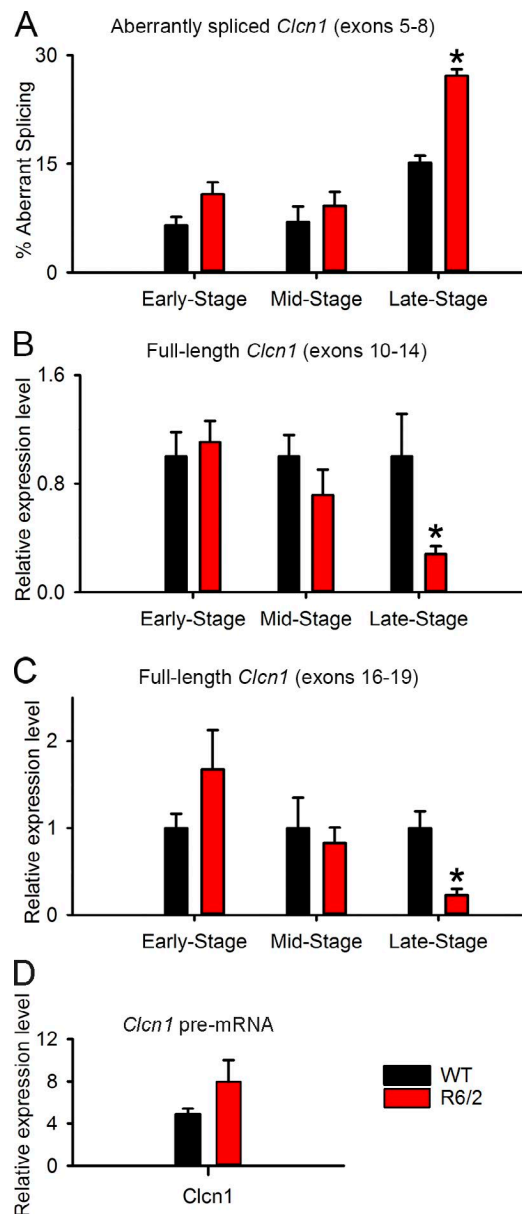 A
Aberrantly spliced Clcn1 (exons 5-8)
% Aberrant Splicing
30
15
0
*
Early-Stage Mid-Stage Late-Stage
B
Full-length Clcn1 (exons 10-14)
Relative expression level
1.6
0.8
0.0
*
Early-Stage Mid-Stage Late-Stage
C
Full-length Clcn1 (exons 16-19)
Relative expression level
2
1
0
*
Early-Stage Mid-Stage Late-Stage
D
Clcn1 pre-mRNA
Relative expression level
12
8
4
0
Clcn1
WT
R6/2